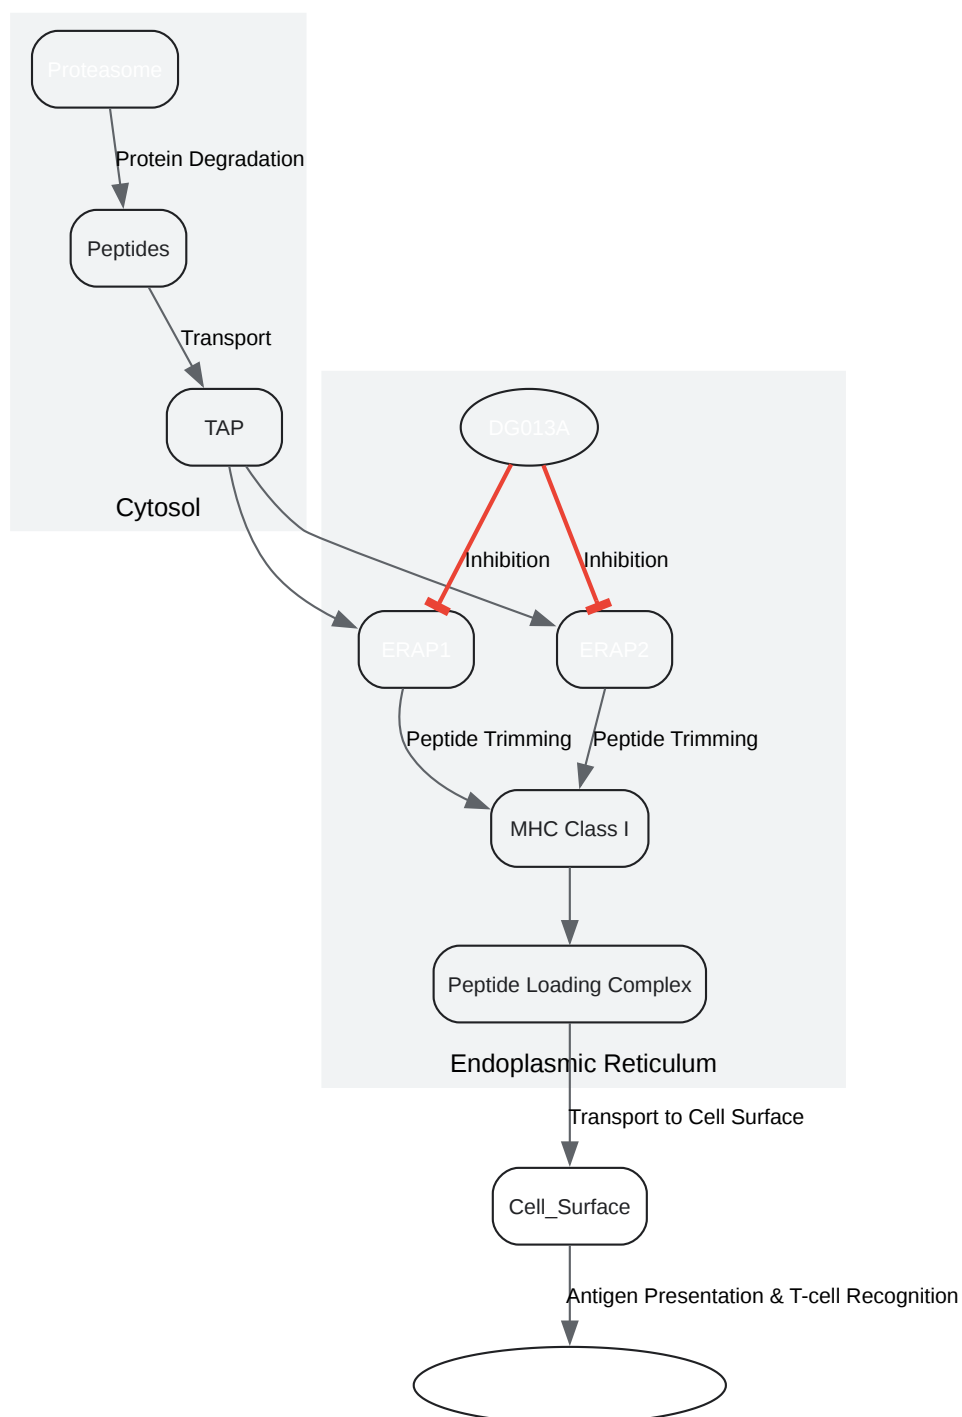 Proteasome
Protein Degradation
Peptides
Transport
TAP
DG013A
Cytosol
Inhibition
Inhibition
ERAP1
ERAP2
Peptide Trimming
Peptide Trimming
MHC Class I
Peptide Loading Complex
Endoplasmic Reticulum
Transport to Cell Surface
Cell_Surface
Antigen Presentation & T-cell Recognition